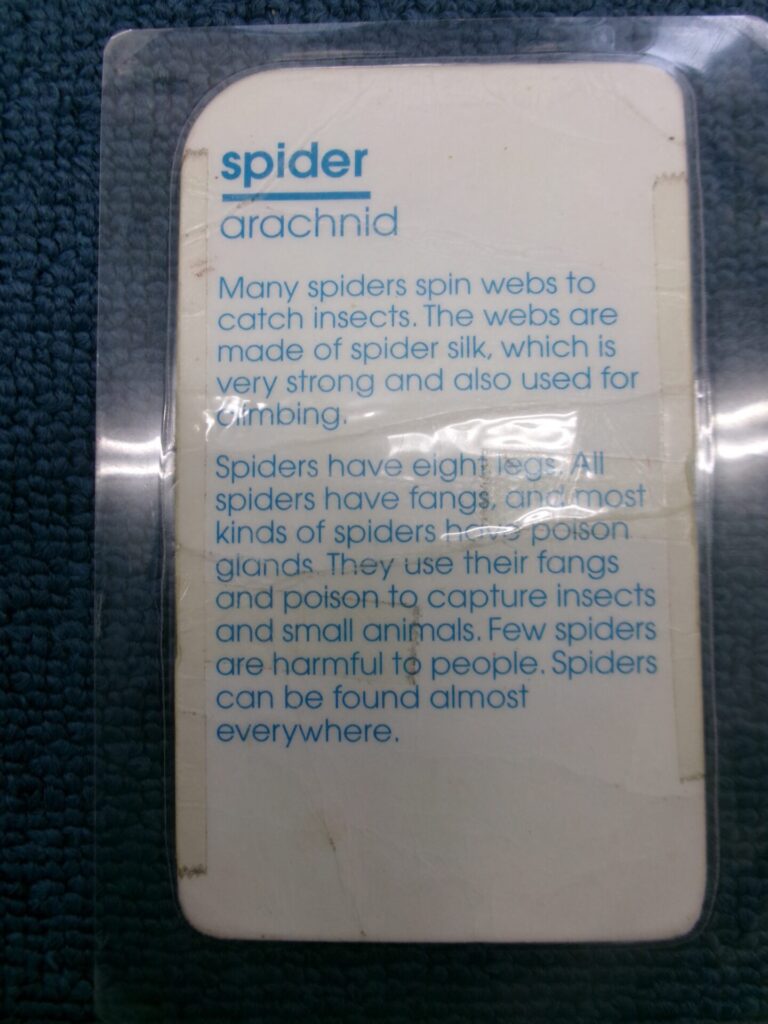 spider
arachnid
Many spiders spin webs to
catch insects. The webs are
made of spider silk, which is
very strong and also used for
climbing.
Spiders have eight legs. All
spiders have fangs, and most
kinds of spiders have poison
glands. They use their fangs
and poison to capture insects
and small animals. Few spiders
are harmful to people. Spiders
can be found almost
everywhere.